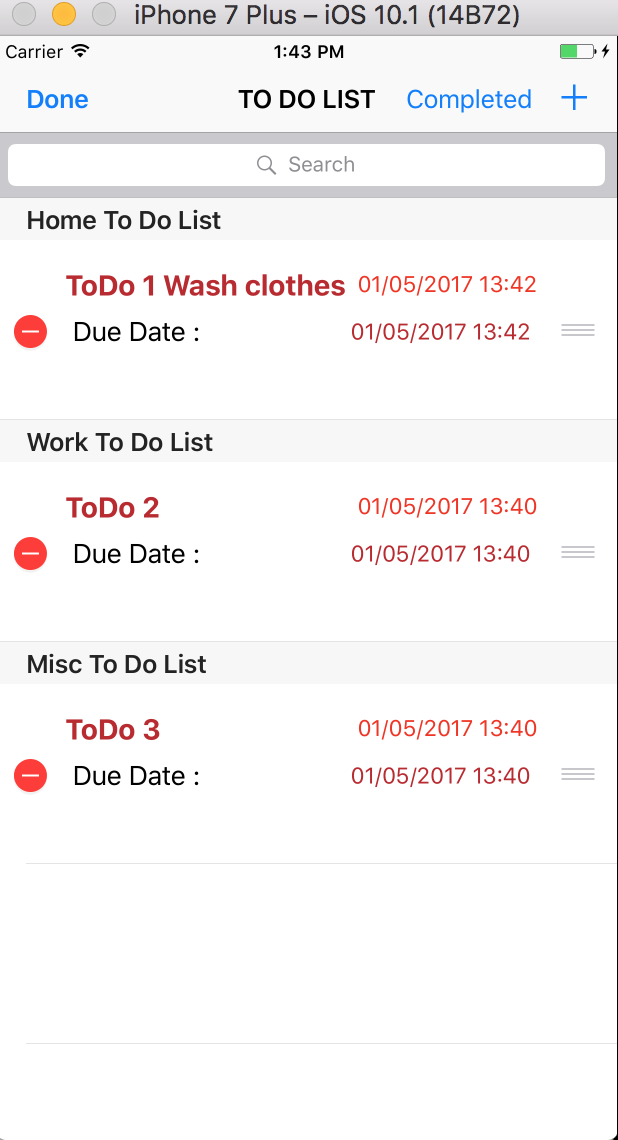 iPhone 7 Plus – iOS 10.1 (14B72)
Carrier 1:43 PM
Done TO DO LIST Completed +
Search
Home To Do List
ToDo 1 Wash clothes 01/05/2017 13:42
Due Date : 01/05/2017 13:42
Work To Do List
ToDo 2 01/05/2017 13:40
Due Date : 01/05/2017 13:40
Misc To Do List
ToDo 3 01/05/2017 13:40
Due Date : 01/05/2017 13:40